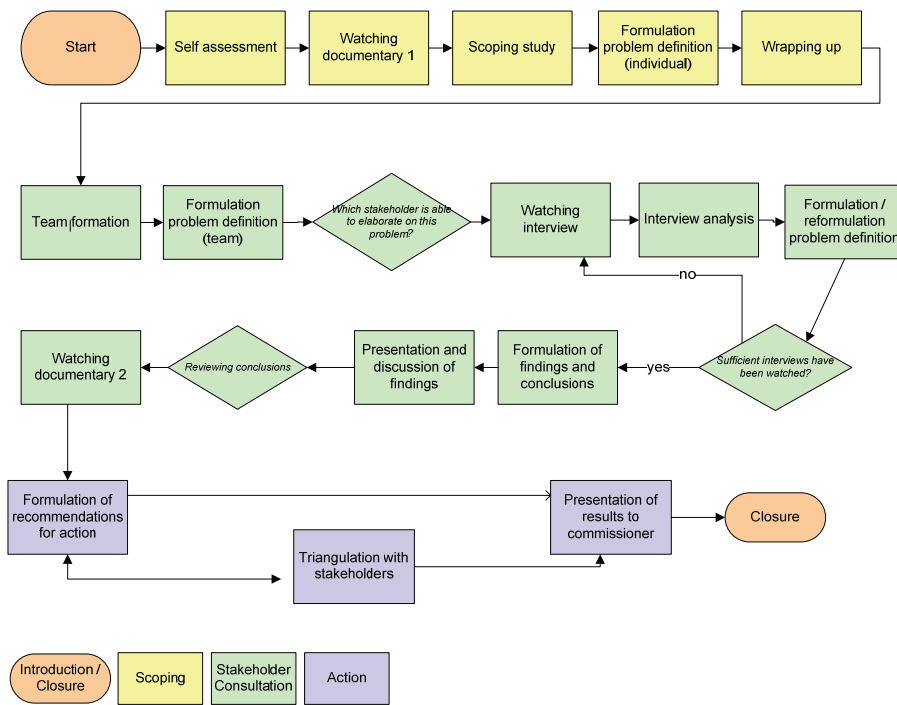 Start
Self assessment
Watching
documentary 1
Scoping study
Formulation
problem definition
(individual)
Wrapping up
Team formation
Formulation
problem definition
(team)
Which stakeholder is able
to elaborate on this
problem?
Watching
interview
Interview analysis
Formulation /
reformulation
problem definition
no
Watching
documentary 2
Reviewing conclusions
Presentation and
discussion of
findings
Formulation of
findings and
conclusions
yes
Sufficient interviews have
been watched?
Formulation of
recommendations
for action
Triangulation with
stakeholders
Presentation of
results to
commissioner
Closure
Introduction /
Closure
Scoping
Stakeholder
Consultation
Action